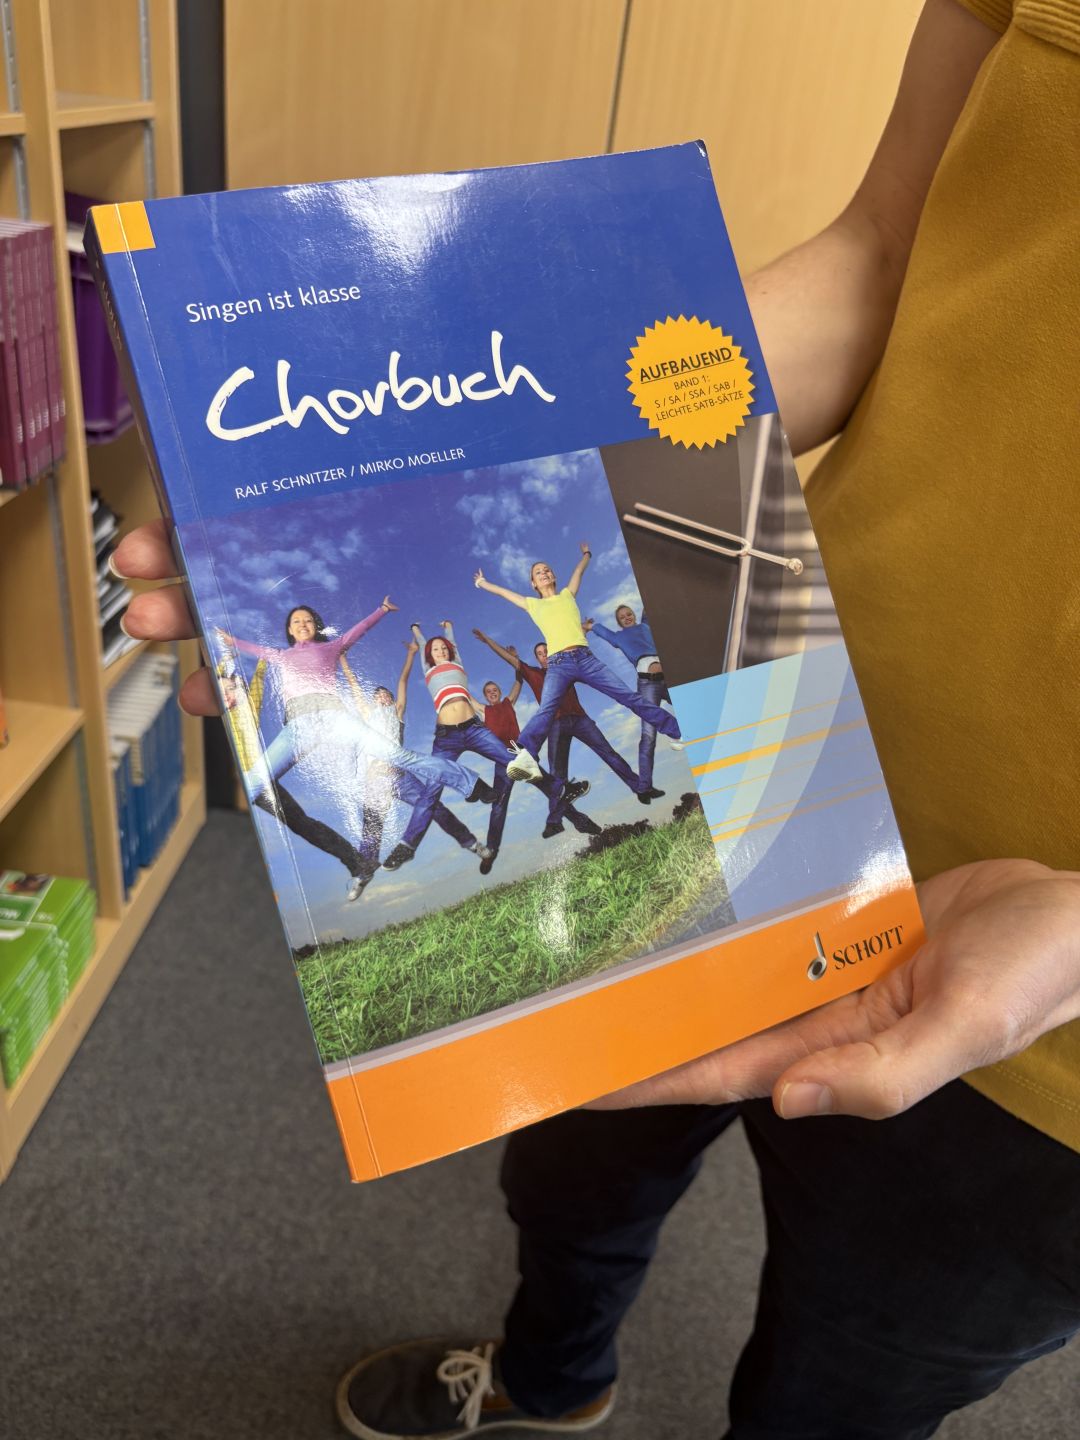 Singen ist klasse
Chorbuch
RALF SCHNITZER / MIRKO MOELLER
AUFBAUEND
BAND 1:
S / SA / SSA / SAB /
LEICHTE SATB-SÄTZE
SCHOTT